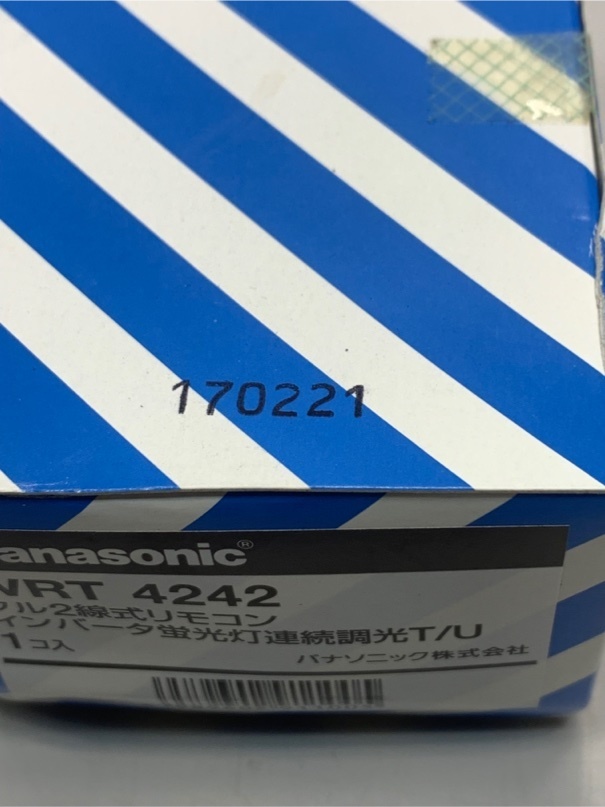 170221
anasonic®
WRT 4242
フル2線式リモコン
インバータ蛍光灯連続調光T/U
1コ入
パナソニック株式会社